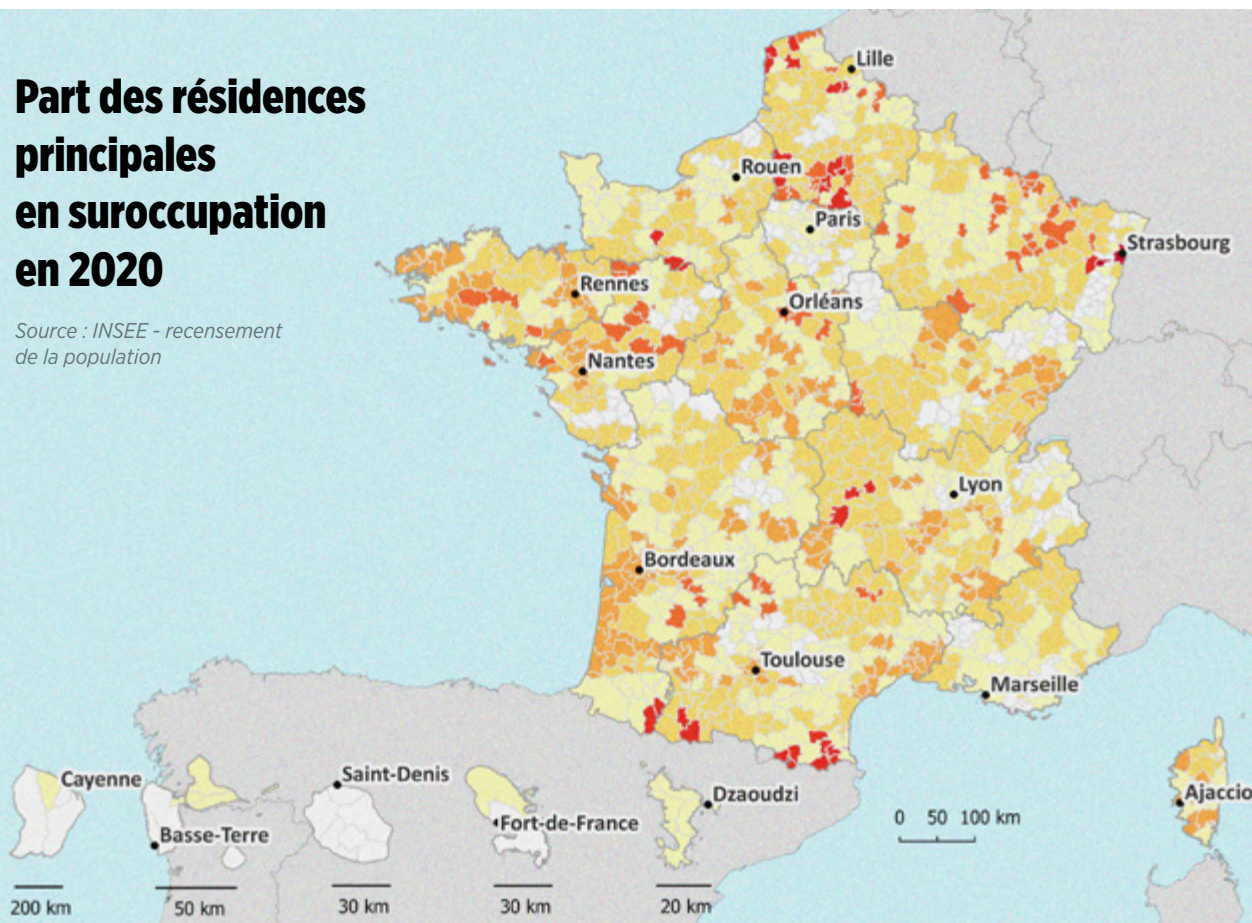 Part des résidences
principales
en suroccupation
en 2020
Source : INSEE - recensement
de la population
Lille
Rouen
Paris
Strasbourg
Rennes
Orléans
Nantes
Lyon
Bordeaux
Toulouse
Marseille
Cayenne
Saint-Denis
Dzaoudzi
Ajaccio
Basse-Terre
Fort-de-France
0 50 100 km
200 km
50 km
30 km
30 km
20 km